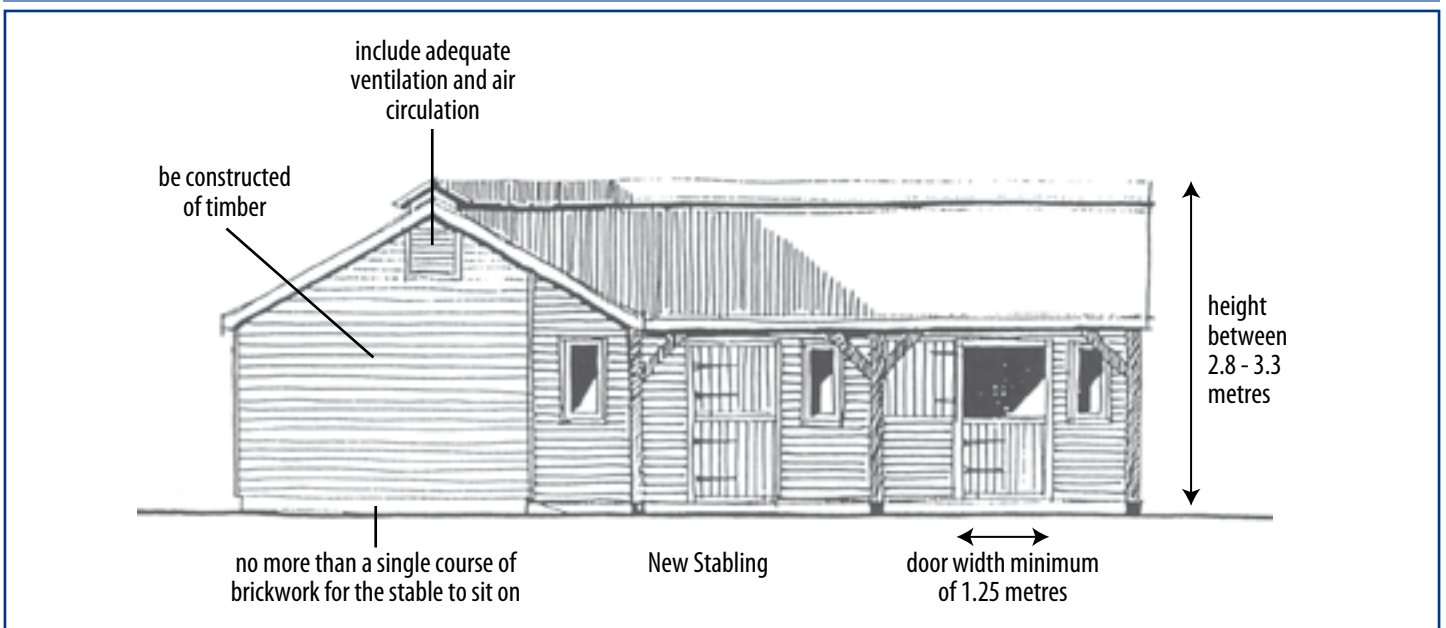 include adequate
ventilation and air
circulation
be constructed
of timber
height
between
2.8 - 3.3
metres
no more than a single course of
brickwork for the stable to sit on
New Stabling
door width minimum
of 1.25 metres